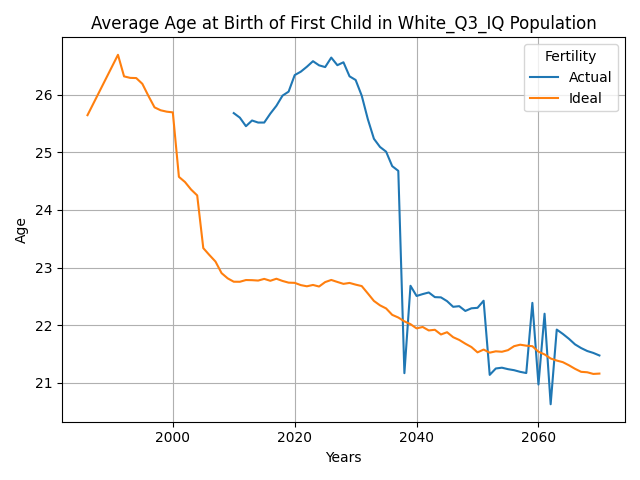 Average Age at Birth of First Child in White_Q3_IQ Population
Fertility
Actual
Ideal
26
25
24
23
22
21
Age
2000
2020
2040
2060
Years